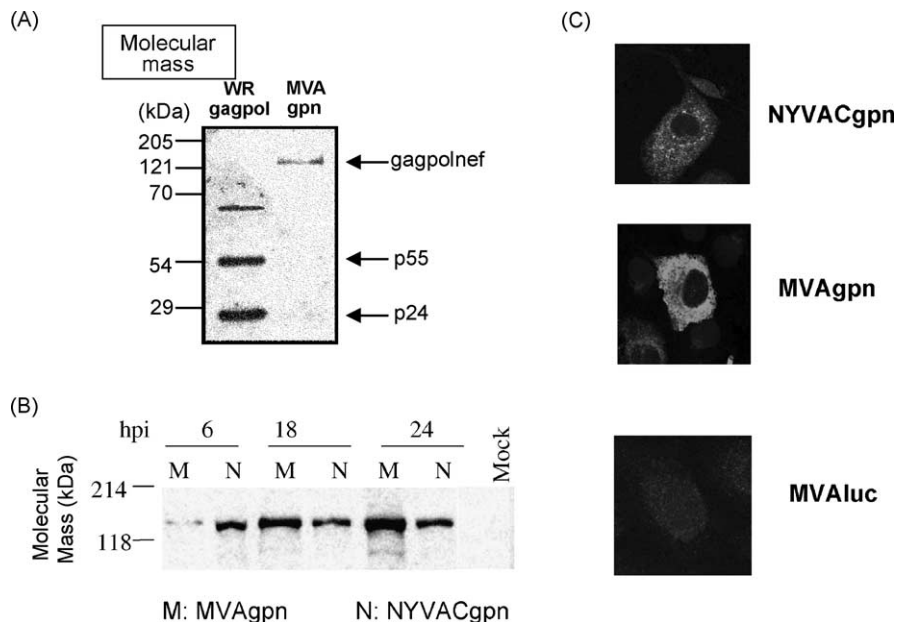 (A)
Molecular
mass
(kDa)
WR
gagpol
MVA
gpn
205
121
70
54
29
gagpolnef
p55
p24
(B)
hpi 6 18 24 Mock
M N M N M N
Molecular
Mass (kDa)
214
118
M: MVAgpn N: NYVACgpn
(C)
NYVACgpn
MVAgpn
MVAluc